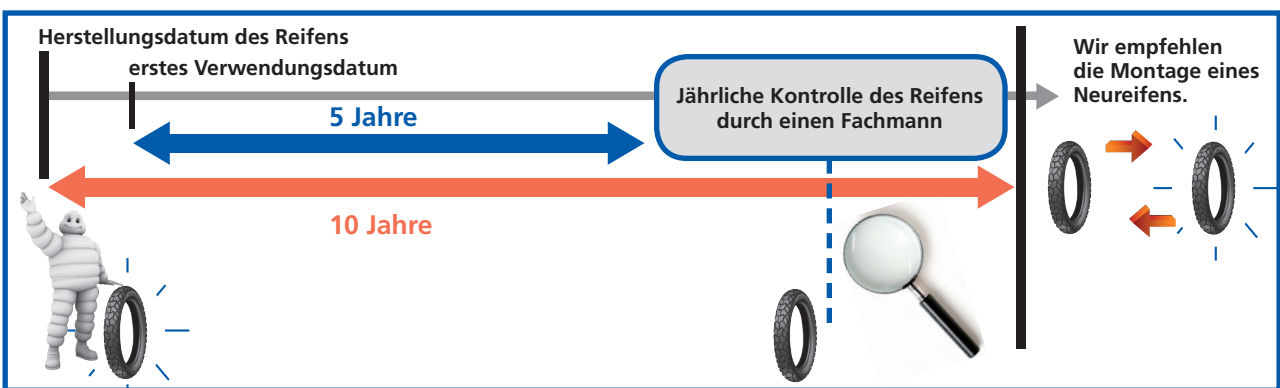 Herstellungsdatum des Reifens
erstes Verwendungsdatum
5 Jahre
10 Jahre
Jährliche Kontrolle des Reifens
durch einen Fachmann
Wir empfehlen
die Montage eines
Neureifens.